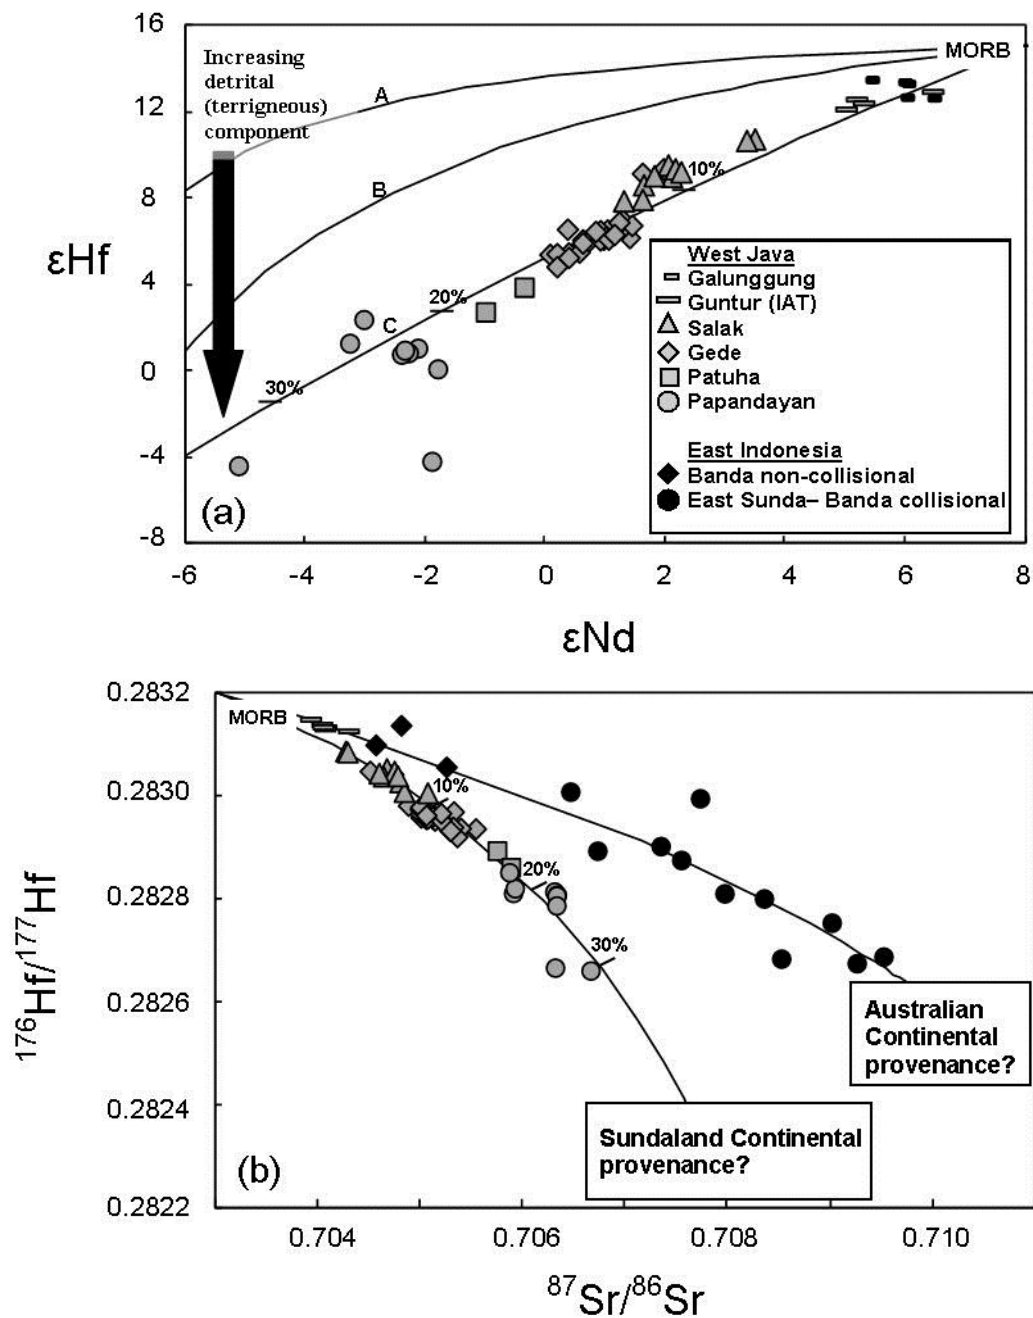 16
12
8
4
0
-4
-8
εHf
Increasing
detrital
(terrigneous)
component
A
B
C
MORB
10%
20%
30%
West Java
Galunggung
Guntur (IAT)
Salak
Gede
Patuha
Papandayan
East Indonesia
Banda non-collisional
East Sunda– Banda collisional
(a)
-6 -4 -2 0 2 4 6 8
εNd
0.2832
0.2830
0.2828
0.2826
0.2824
0.2822
176Hf/177Hf
MORB
10%
20%
30%
Australian
Continental
provenance?
Sundaland Continental
provenance?
(b)
0.704 0.706 0.708 0.710
87Sr/86Sr